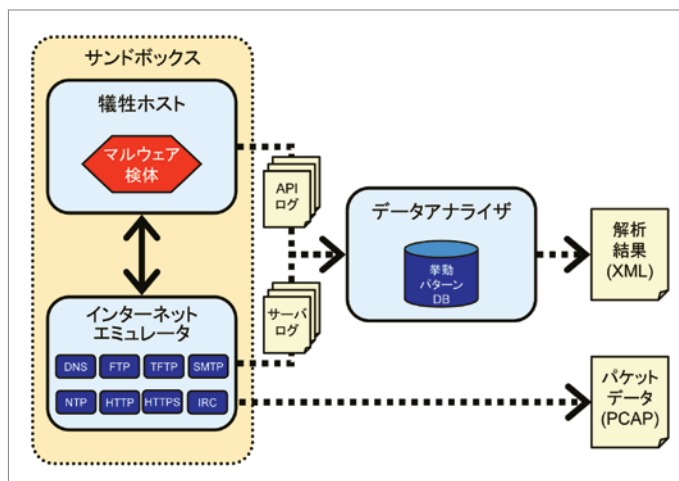 サンドボックス
犠牲ホスト
マルウェア
検体
API
ログ
データアナライザ
挙動
パターン
DB
解析
結果
(XML)
インターネット
エミュレータ
サーバ
ログ
DNS
FTP
TFTP
SMTP
NTP
HTTP
HTTPS
IRC
パケット
データ
(PCAP)